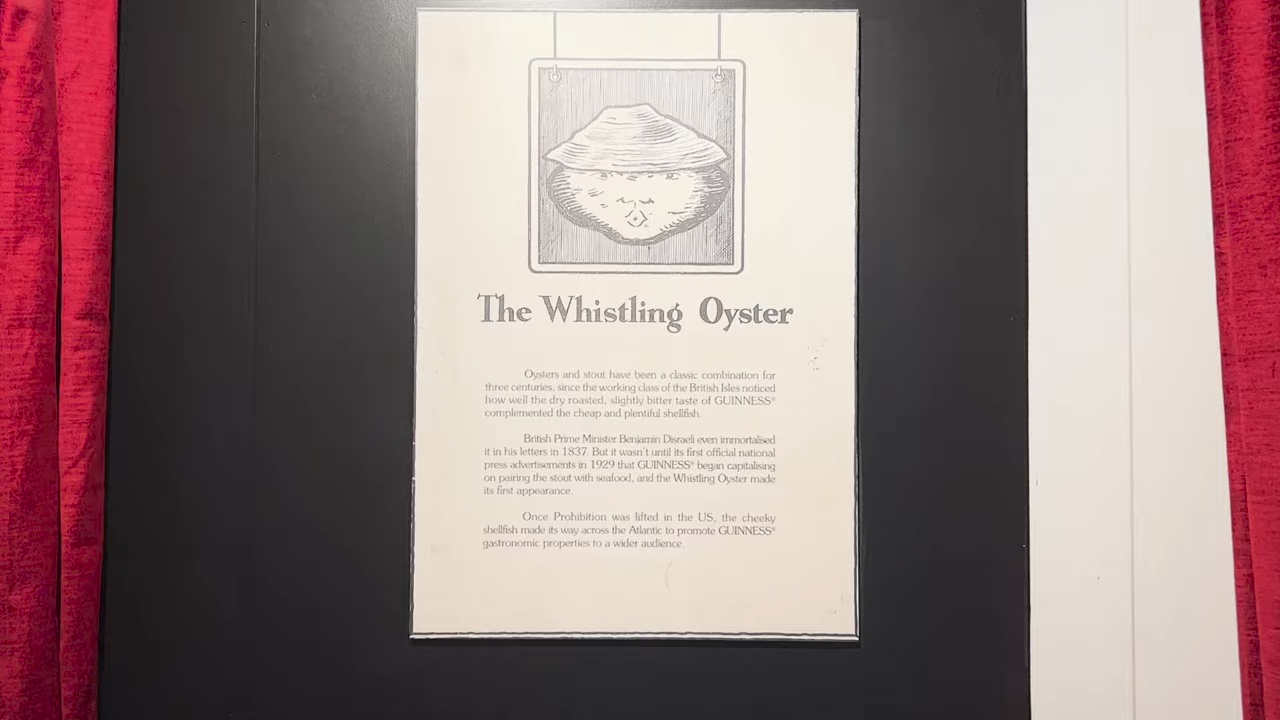 The Whistling Oyster
Oysters and stout have been a classic combination for
three centuries, since the working class of the British Isles noticed
how well the dry roasted, slightly bitter taste of GUINNESS®
complemented the cheap and plentiful shellfish.
British Prime Minister Benjamin Disraeli even immortalised
it in his letters in 1837. But it wasn't until its first official national
press advertisements in 1929 that GUINNESS® began capitalising
on pairing the stout with seafood, and the Whistling Oyster made
its first appearance.
Once Prohibition was lifted in the US, the cheeky
shellfish made its way across the Atlantic to promote GUINNESS®
gastronomic properties to a wider audience.